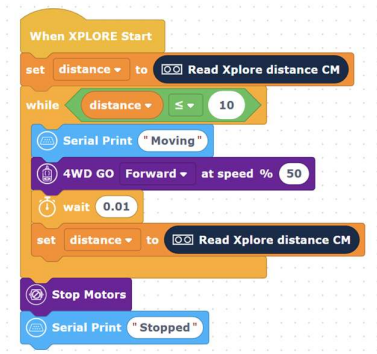 When XPLORE Start
set distance to Read Xplore distance CM
while distance ≤ 10
Serial Print "Moving"
4WD GO Forward at speed % 50
wait 0.01
set distance to Read Xplore distance CM
Stop Motors
Serial Print "Stopped"